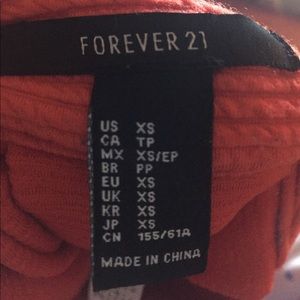 FOREVER 21
US XS
CA TP
MX XS/EP
BR PP
EU XS
UK XS
KR XS
JP XS
CN 155/61A
MADE IN CHINA